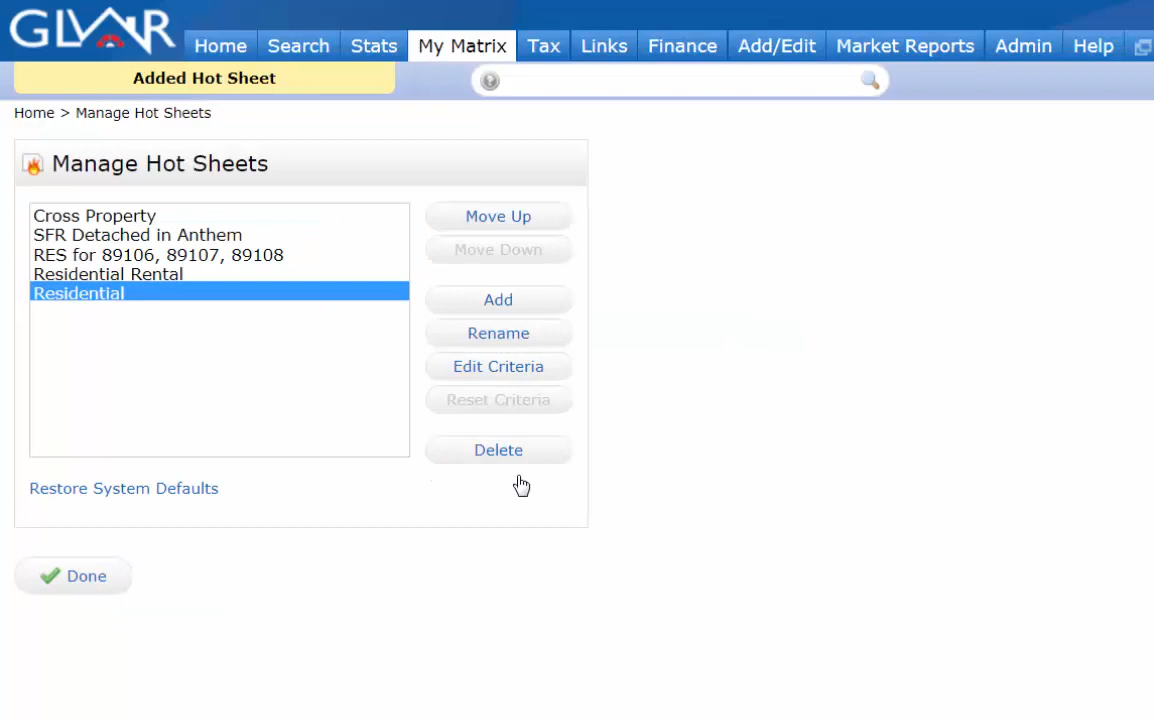 GLVAR
Home Search Stats My Matrix Tax Links Finance Add/Edit Market Reports Admin Help
Added Hot Sheet
Home > Manage Hot Sheets
Manage Hot Sheets
Cross Property
SFR Detached in Anthem
RES for 89106, 89107, 89108
Residential Rental
Residential
Move Up
Move Down
Add
Rename
Edit Criteria
Reset Criteria
Delete
Restore System Defaults
Done